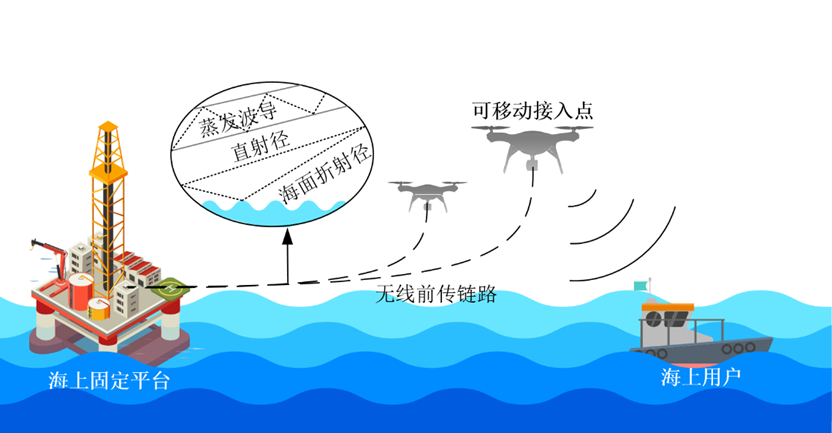 可移动接入点
蒸发波导
直射径
海面折射径
无线前传链路
海上固定平台
海上用户
H